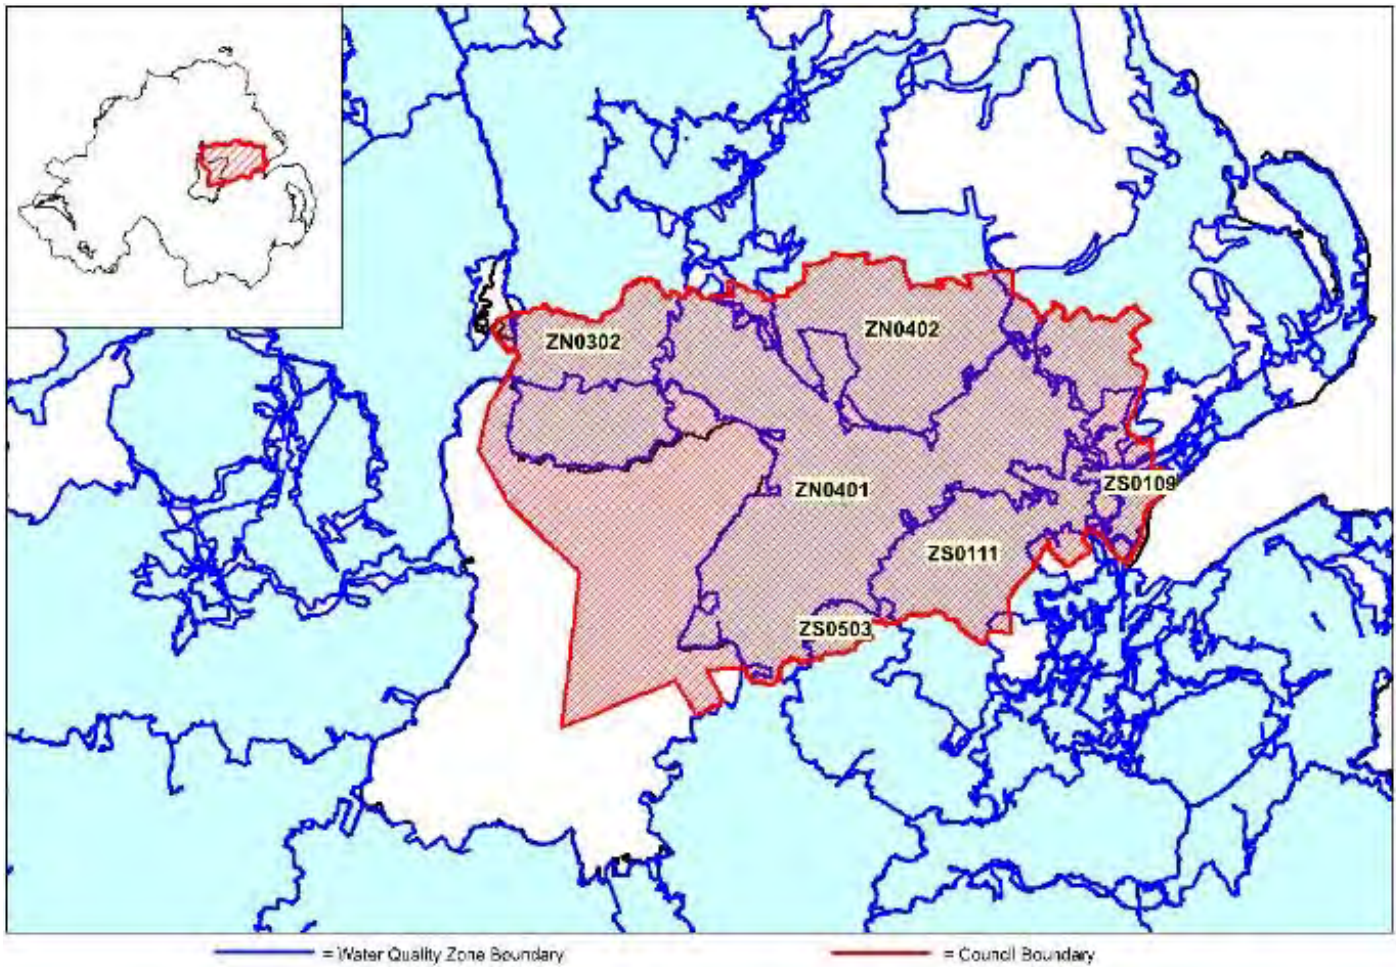 ZN0302
ZN0402
ZN0401
ZS0109
ZS0111
ZS0503
= Water Quality Zone Boundary
= Council Boundary